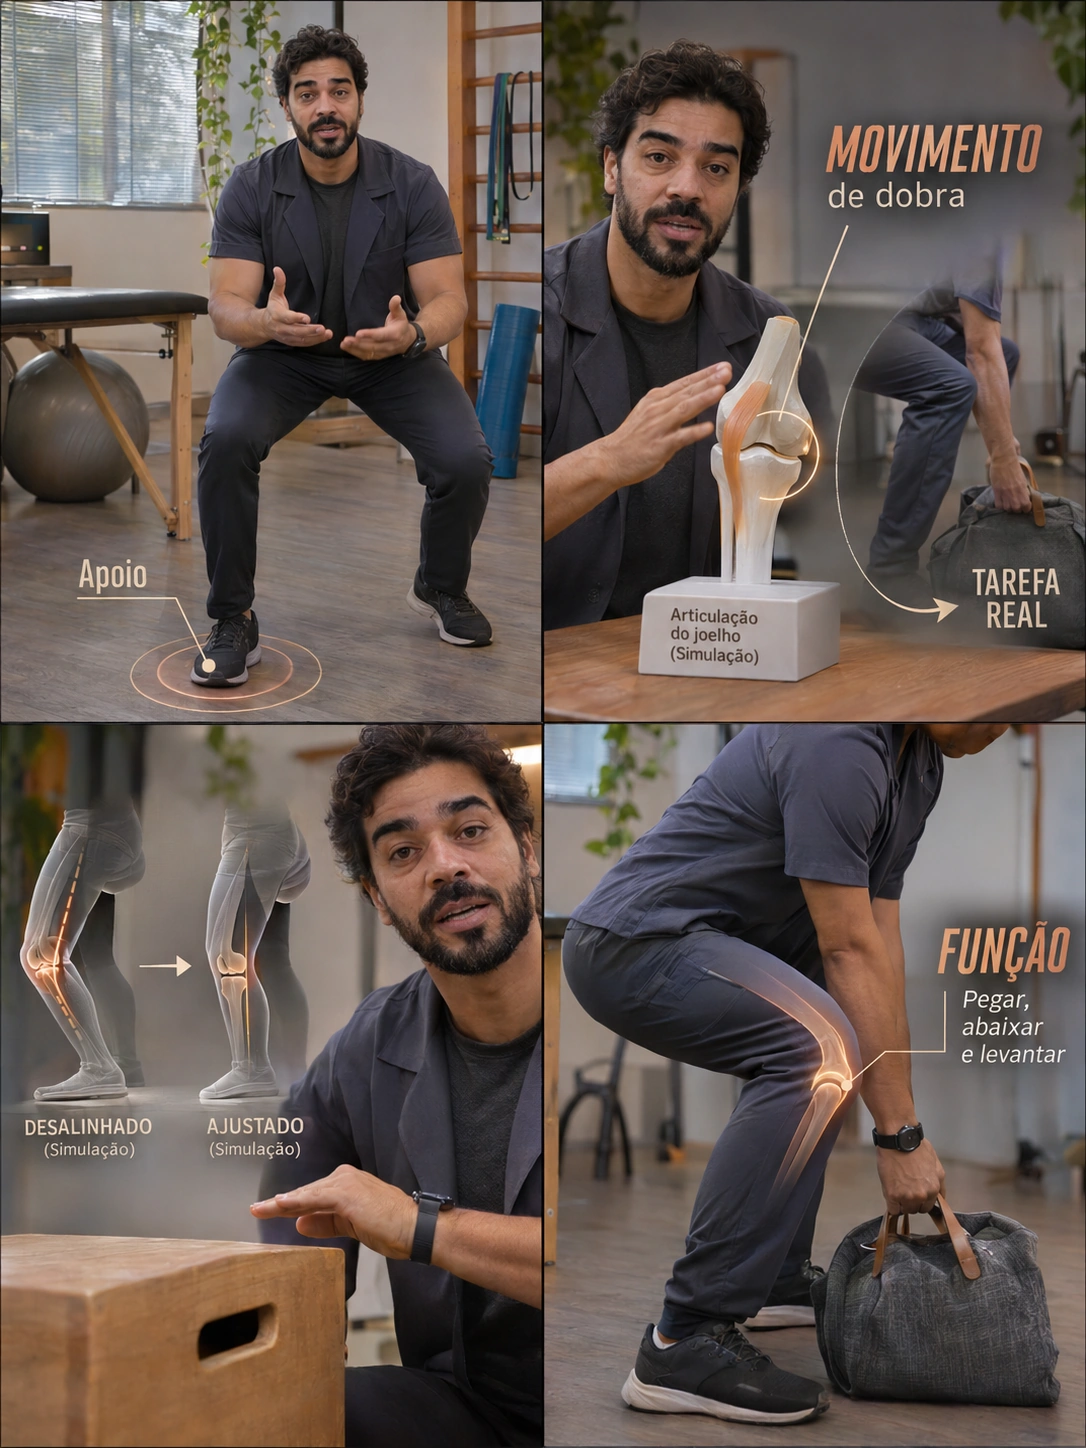 Apoio
MOVIMENTO
de dobra
Articulação
do joelho
(Simulação)
TAREFA
REAL
DESALINHADO
(Simulação)
AJUSTADO
(Simulação)
FUNÇÃO
Pegar,
abaixar
e levantar